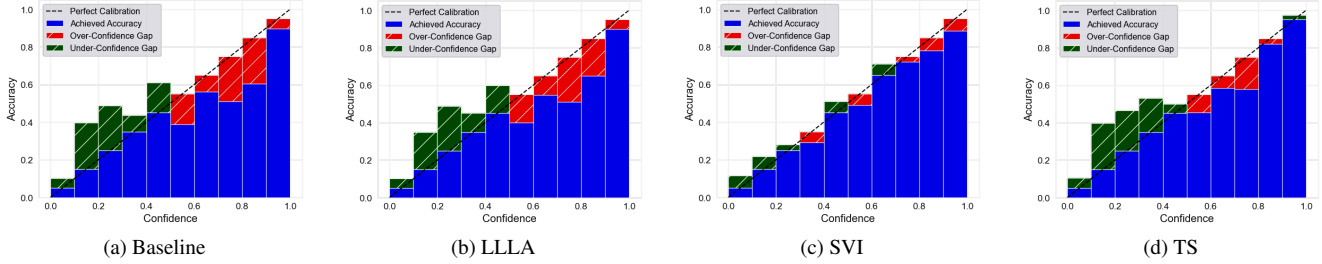 Accuracy
1.0
0.8
0.6
0.4
0.2
0.0
Perfect Calibration
Achieved Accuracy
Over-Confidence Gap
Under-Confidence Gap
0.0 0.2 0.4 0.6 0.8 1.0
Confidence
(a) Baseline
Accuracy
1.0
0.8
0.6
0.4
0.2
0.0
Perfect Calibration
Achieved Accuracy
Over-Confidence Gap
Under-Confidence Gap
0.0 0.2 0.4 0.6 0.8 1.0
Confidence
(b) LLLA
Accuracy
1.0
0.8
0.6
0.4
0.2
0.0
Perfect Calibration
Achieved Accuracy
Over-Confidence Gap
Under-Confidence Gap
0.0 0.2 0.4 0.6 0.8 1.0
Confidence
(c) SVI
Accuracy
1.0
0.8
0.6
0.4
0.2
0.0
Perfect Calibration
Achieved Accuracy
Over-Confidence Gap
Under-Confidence Gap
0.0 0.2 0.4 0.6 0.8 1.0
Confidence
(d) TS